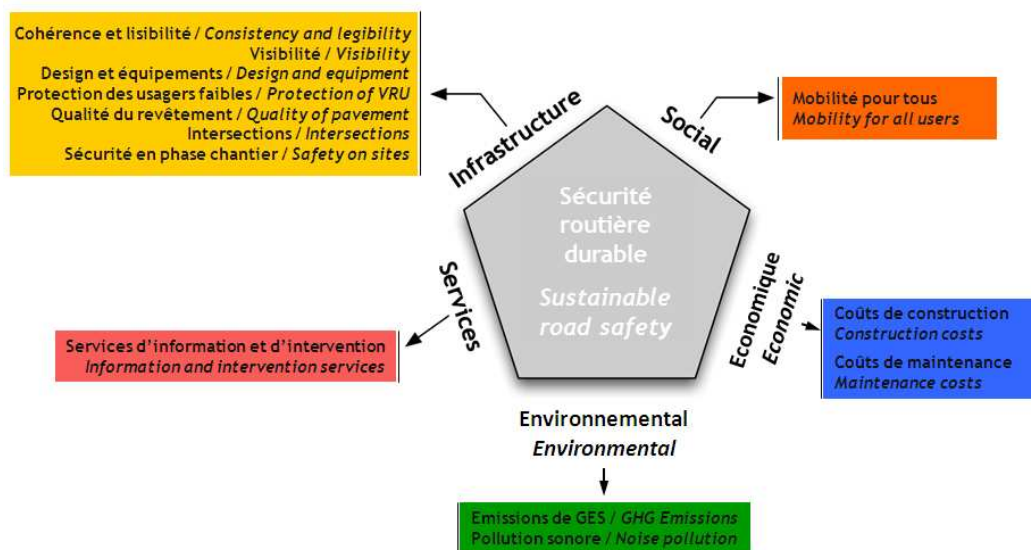 Cohérence et lisibilité / Consistency and legibility
Visibilité / Visibility
Design et équipements / Design and equipment
Protection des usagers faibles / Protection of VRU
Qualité du revêtement / Quality of pavement
Intersections / Intersections
Sécurité en phase chantier / Safety on sites
Infrastructure
Social
Mobilité pour tous
Mobility for all users
Sécurité
routière
durable
Sustainable
road safety
Services
Services d'information et d'intervention
Information and intervention services
Economique
Economic
Coûts de construction
Construction costs
Coûts de maintenance
Maintenance costs
Environnemental
Environmental
Emissions de GES / GHG Emissions
Pollution sonore / Noise pollution